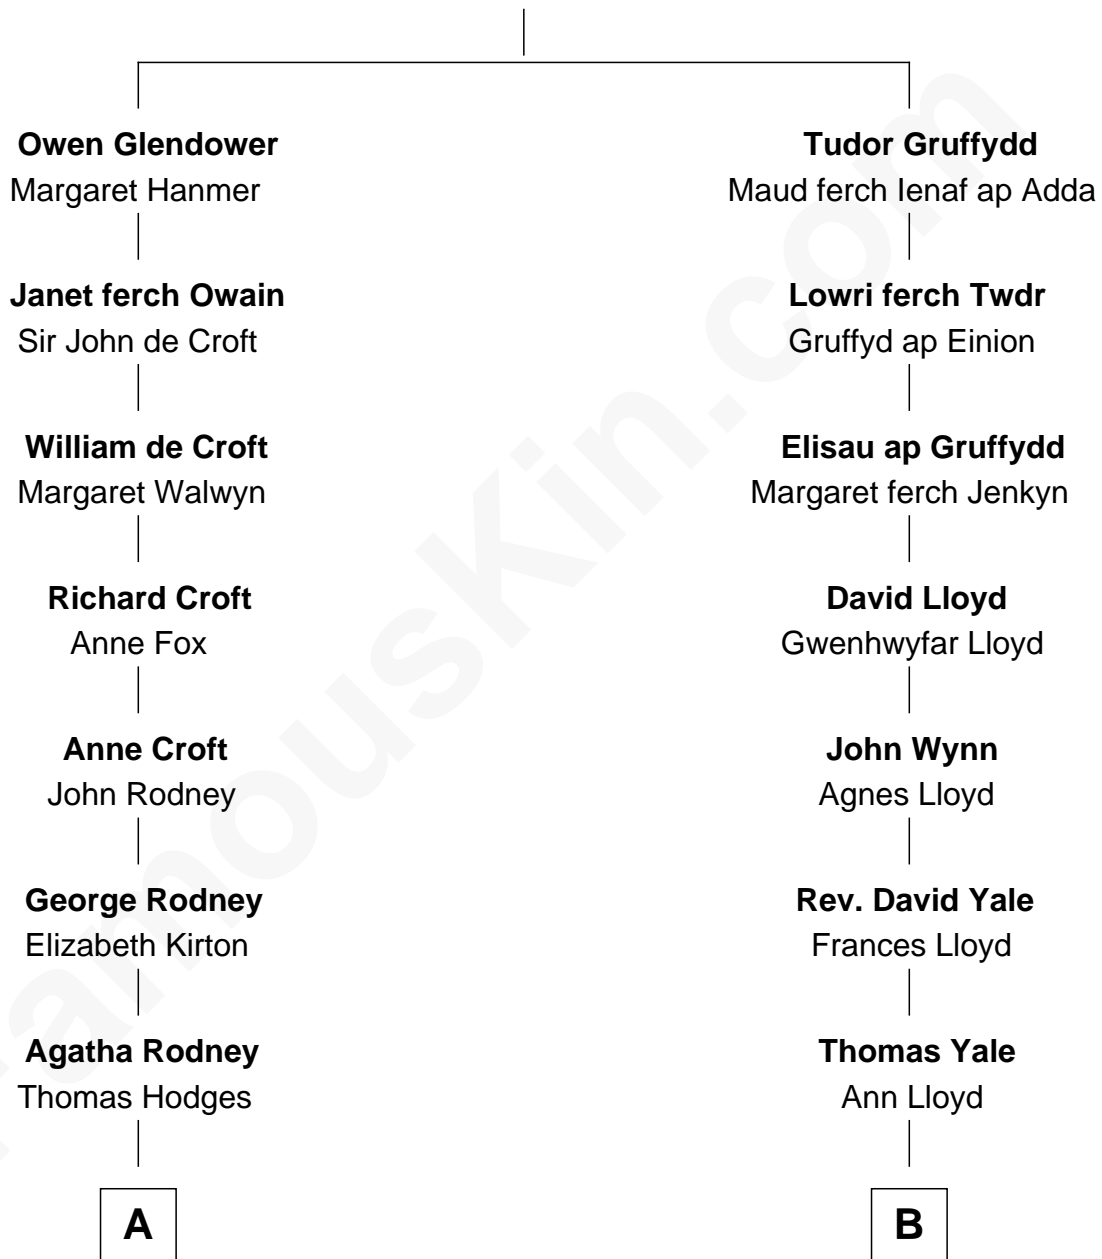 Owen Glendower
Margaret Hanmer
Janet ferch Owain
Sir John de Croft
William de Croft
Margaret Walwyn
Richard Croft
Anne Fox
Anne Croft
John Rodney
George Rodney
Elizabeth Kirton
Agatha Rodney
Thomas Hodges
A
Tudor Gruffydd
Maud ferch Ienaf ap Adda
Lowri ferch Twdr
Gruffyd ap Einion
Elisau ap Gruffydd
Margaret ferch Jenkyn
David Lloyd
Gwenhwyfar Lloyd
John Wynn
Agnes Lloyd
Rev. David Yale
Frances Lloyd
Thomas Yale
Ann Lloyd
B
FamousKin.com